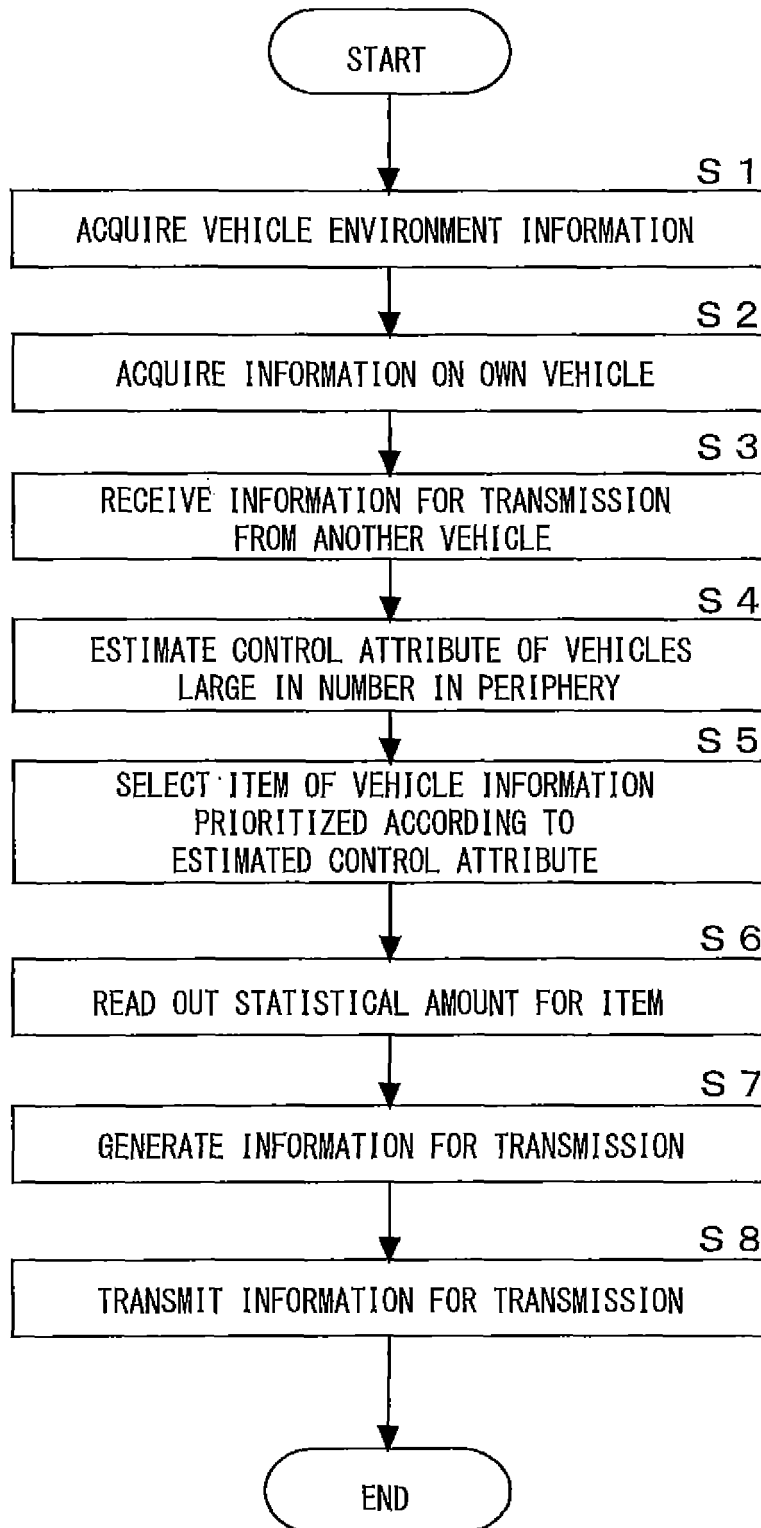 START
S 1
ACQUIRE VEHICLE ENVIRONMENT INFORMATION
S 2
ACQUIRE INFORMATION ON OWN VEHICLE
S 3
RECEIVE INFORMATION FOR TRANSMISSION
FROM ANOTHER VEHICLE
S 4
ESTIMATE CONTROL ATTRIBUTE OF VEHICLES
LARGE IN NUMBER IN PERIPHERY
S 5
SELECT ITEM OF VEHICLE INFORMATION
PRIORITIZED ACCORDING TO
ESTIMATED CONTROL ATTRIBUTE
S 6
READ OUT STATISTICAL AMOUNT FOR ITEM
S 7
GENERATE INFORMATION FOR TRANSMISSION
S 8
TRANSMIT INFORMATION FOR TRANSMISSION
END